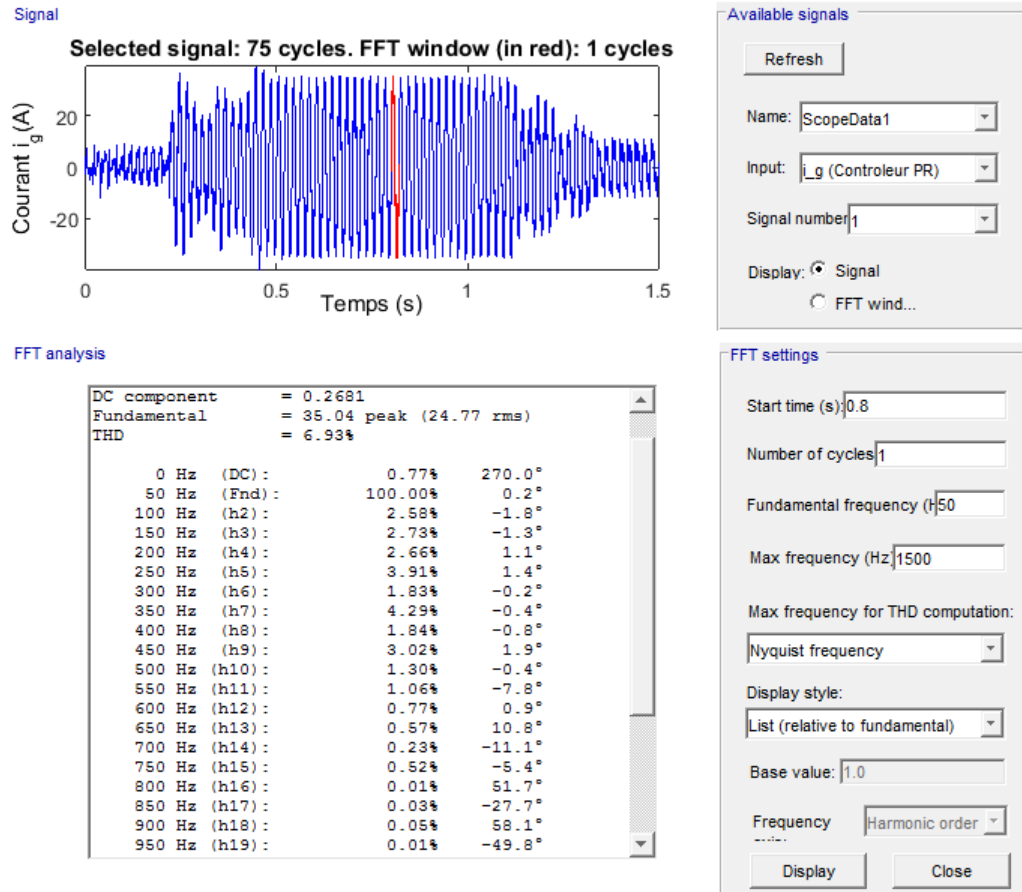 Signal
Selected signal: 75 cycles. FFT window (in red): 1 cycles
Courant i_g (A)
20
0
-20
0
0.5
1
1.5
Temps (s)
Available signals
Refresh
Name: ScopeData1
Input: i_g (Controleur PR)
Signal number 1
Display: Signal
FFT wind...
FFT analysis
DC component = 0.2681
Fundamental = 35.04 peak (24.77 rms)
THD = 6.93%
0 Hz (DC): 0.77% 270.0°
50 Hz (Fnd): 100.00% 0.2°
100 Hz (h2): 2.58% -1.8°
150 Hz (h3): 2.73% -1.3°
200 Hz (h4): 2.66% 1.1°
250 Hz (h5): 3.91% 1.4°
300 Hz (h6): 1.83% -0.2°
350 Hz (h7): 4.29% -0.4°
400 Hz (h8): 1.84% -0.8°
450 Hz (h9): 3.02% 1.9°
500 Hz (h10): 1.30% -0.4°
550 Hz (h11): 1.06% -7.8°
600 Hz (h12): 0.77% 0.9°
650 Hz (h13): 0.57% 10.8°
700 Hz (h14): 0.23% -11.1°
750 Hz (h15): 0.52% -5.4°
800 Hz (h16): 0.01% 51.7°
850 Hz (h17): 0.03% -27.7°
900 Hz (h18): 0.05% 58.1°
950 Hz (h19): 0.01% -49.8°
FFT settings
Start time (s): 0.8
Number of cycles 1
Fundamental frequency (H 50
Max frequency (Hz) 1500
Max frequency for THD computation:
Nyquist frequency
Display style:
List (relative to fundamental)
Base value: 1.0
Frequency
Harmonic order
Display
Close